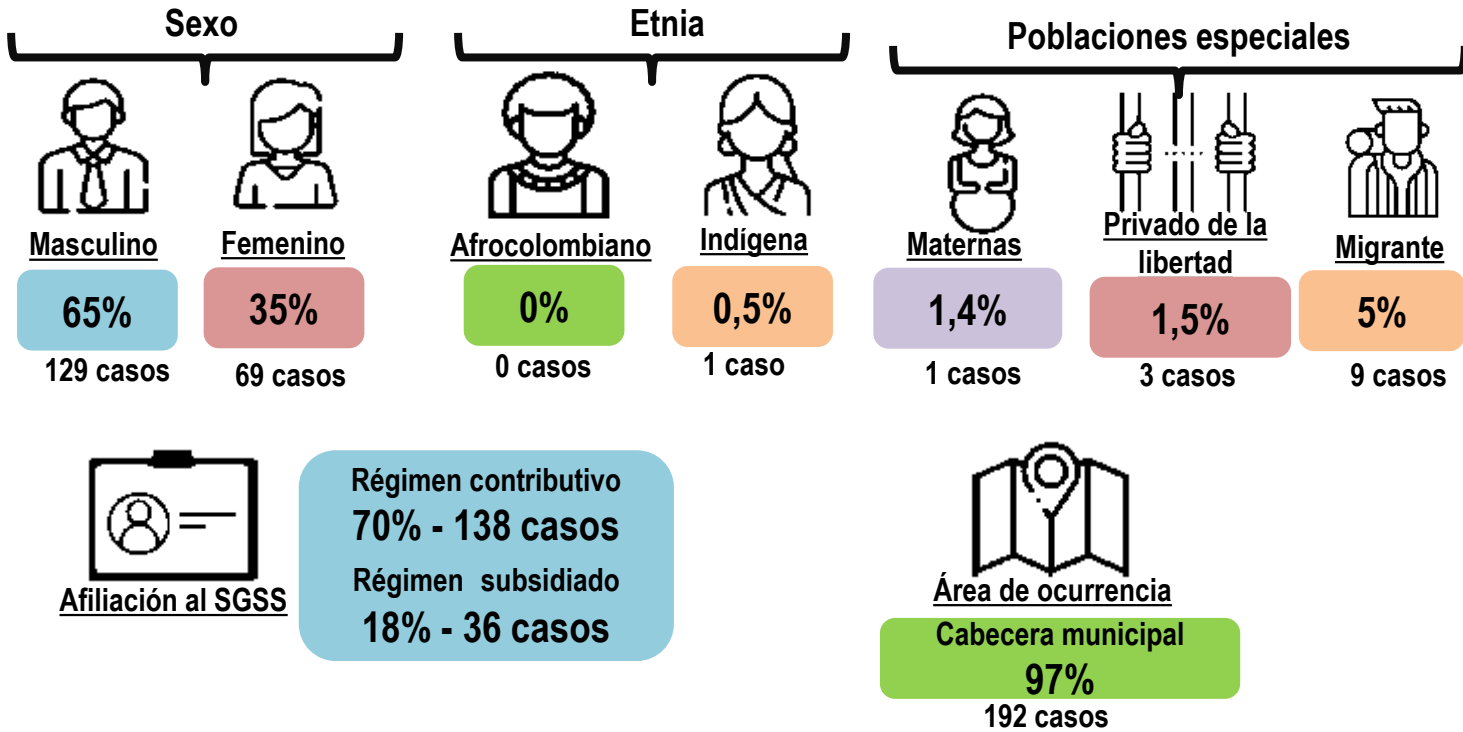 Sexo
Etnia
Poblaciones especiales
Masculino
65%
129 casos
Femenino
35%
69 casos
Afrocolombiano
0%
0 casos
Indígena
0,5%
1 caso
Maternas
1,4%
1 casos
Privado de la
libertad
1,5%
3 casos
Migrante
5%
9 casos
Afiliación al SGSS
Régimen contributivo
70% - 138 casos
Régimen subsidiado
18% - 36 casos
Área de ocurrencia
Cabecera municipal
97%
192 casos